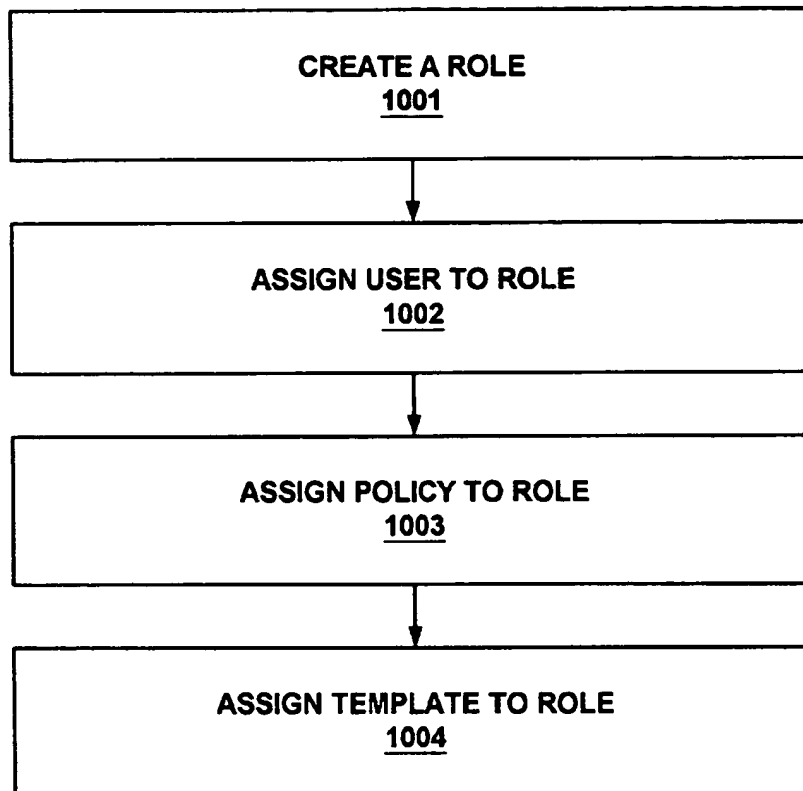 CREATE A ROLE
1001
ASSIGN USER TO ROLE
1002
ASSIGN POLICY TO ROLE
1003
ASSIGN TEMPLATE TO ROLE
1004